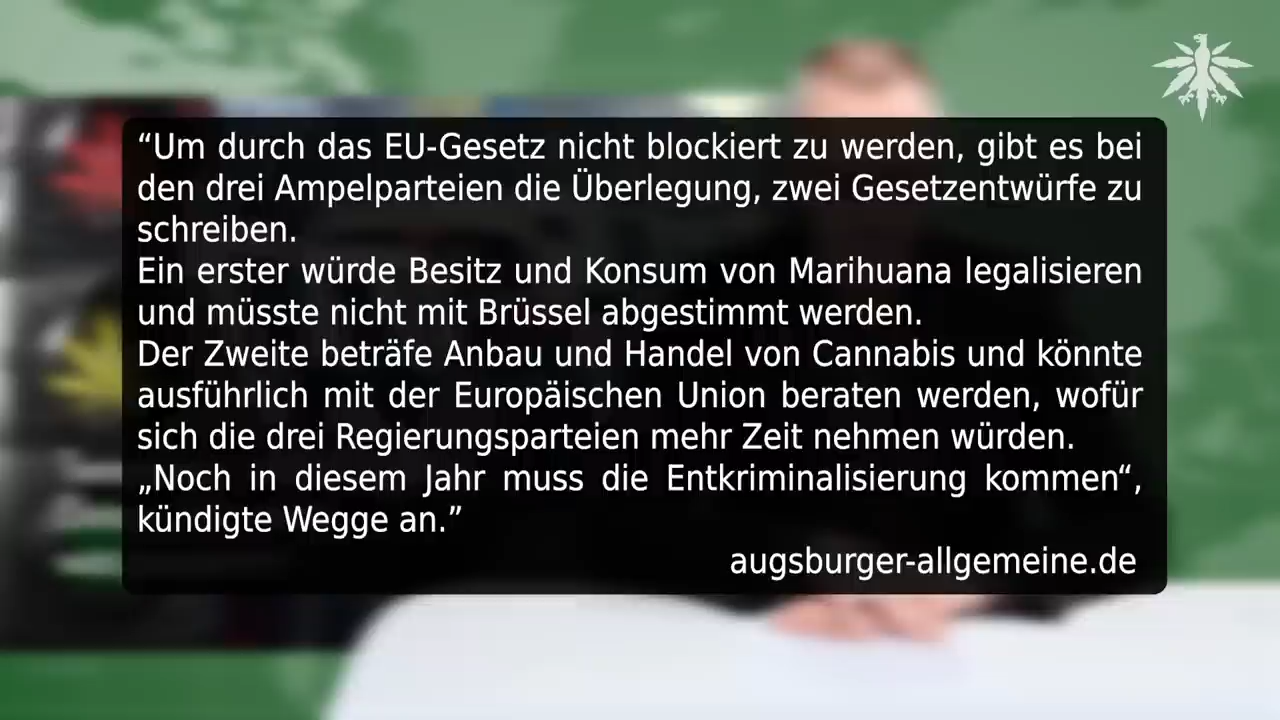 “Um durch das EU-Gesetz nicht blockiert zu werden, gibt es bei
den drei Ampelparteien die Überlegung, zwei Gesetzentwürfe zu
schreiben.
Ein erster würde Besitz und Konsum von Marihuana legalisieren
und müsste nicht mit Brüssel abgestimmt werden.
Der Zweite beträfe Anbau und Handel von Cannabis und könnte
ausführlich mit der Europäischen Union beraten werden, wofür
sich die drei Regierungsparteien mehr Zeit nehmen würden.
„Noch in diesem Jahr muss die Entkriminalisierung kommen“,
kündigte Wegge an.”
augsburger-allgemeine.de